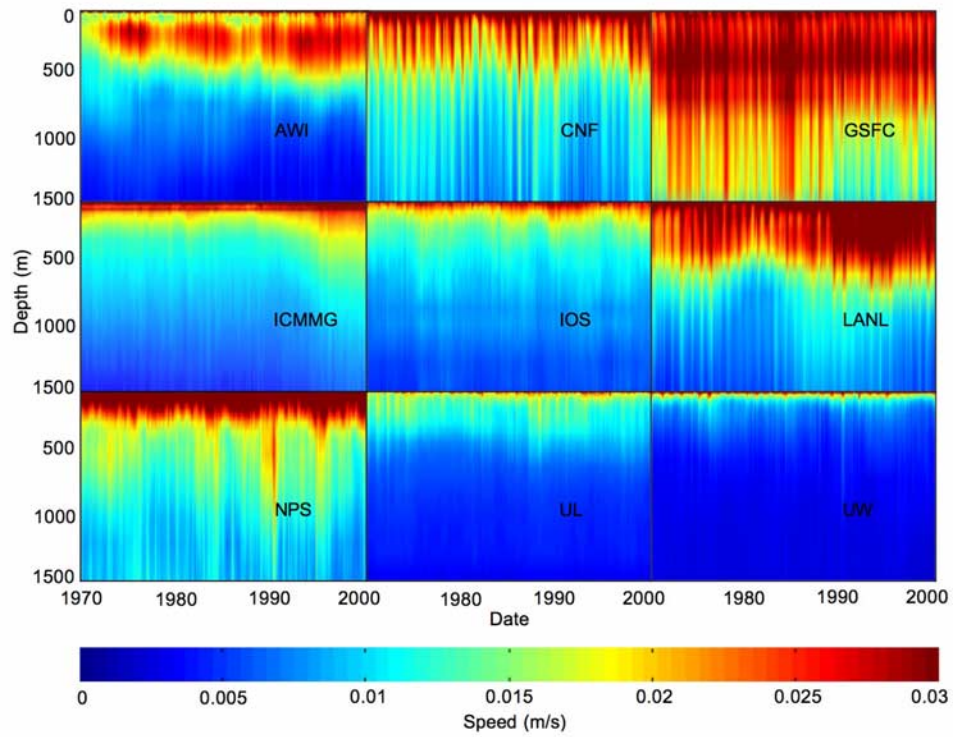 0
500
1000
1500
AWI
CNF
GSFC
500
1000
1500
Depth (m)
ICMMG
IOS
LANL
500
1000
1500
NPS
UL
UW
1970 1980 1990 2000 1980 1990 2000 1980 1990 2000
Date
0 0.005 0.01 0.015 0.02 0.025 0.03
Speed (m/s)